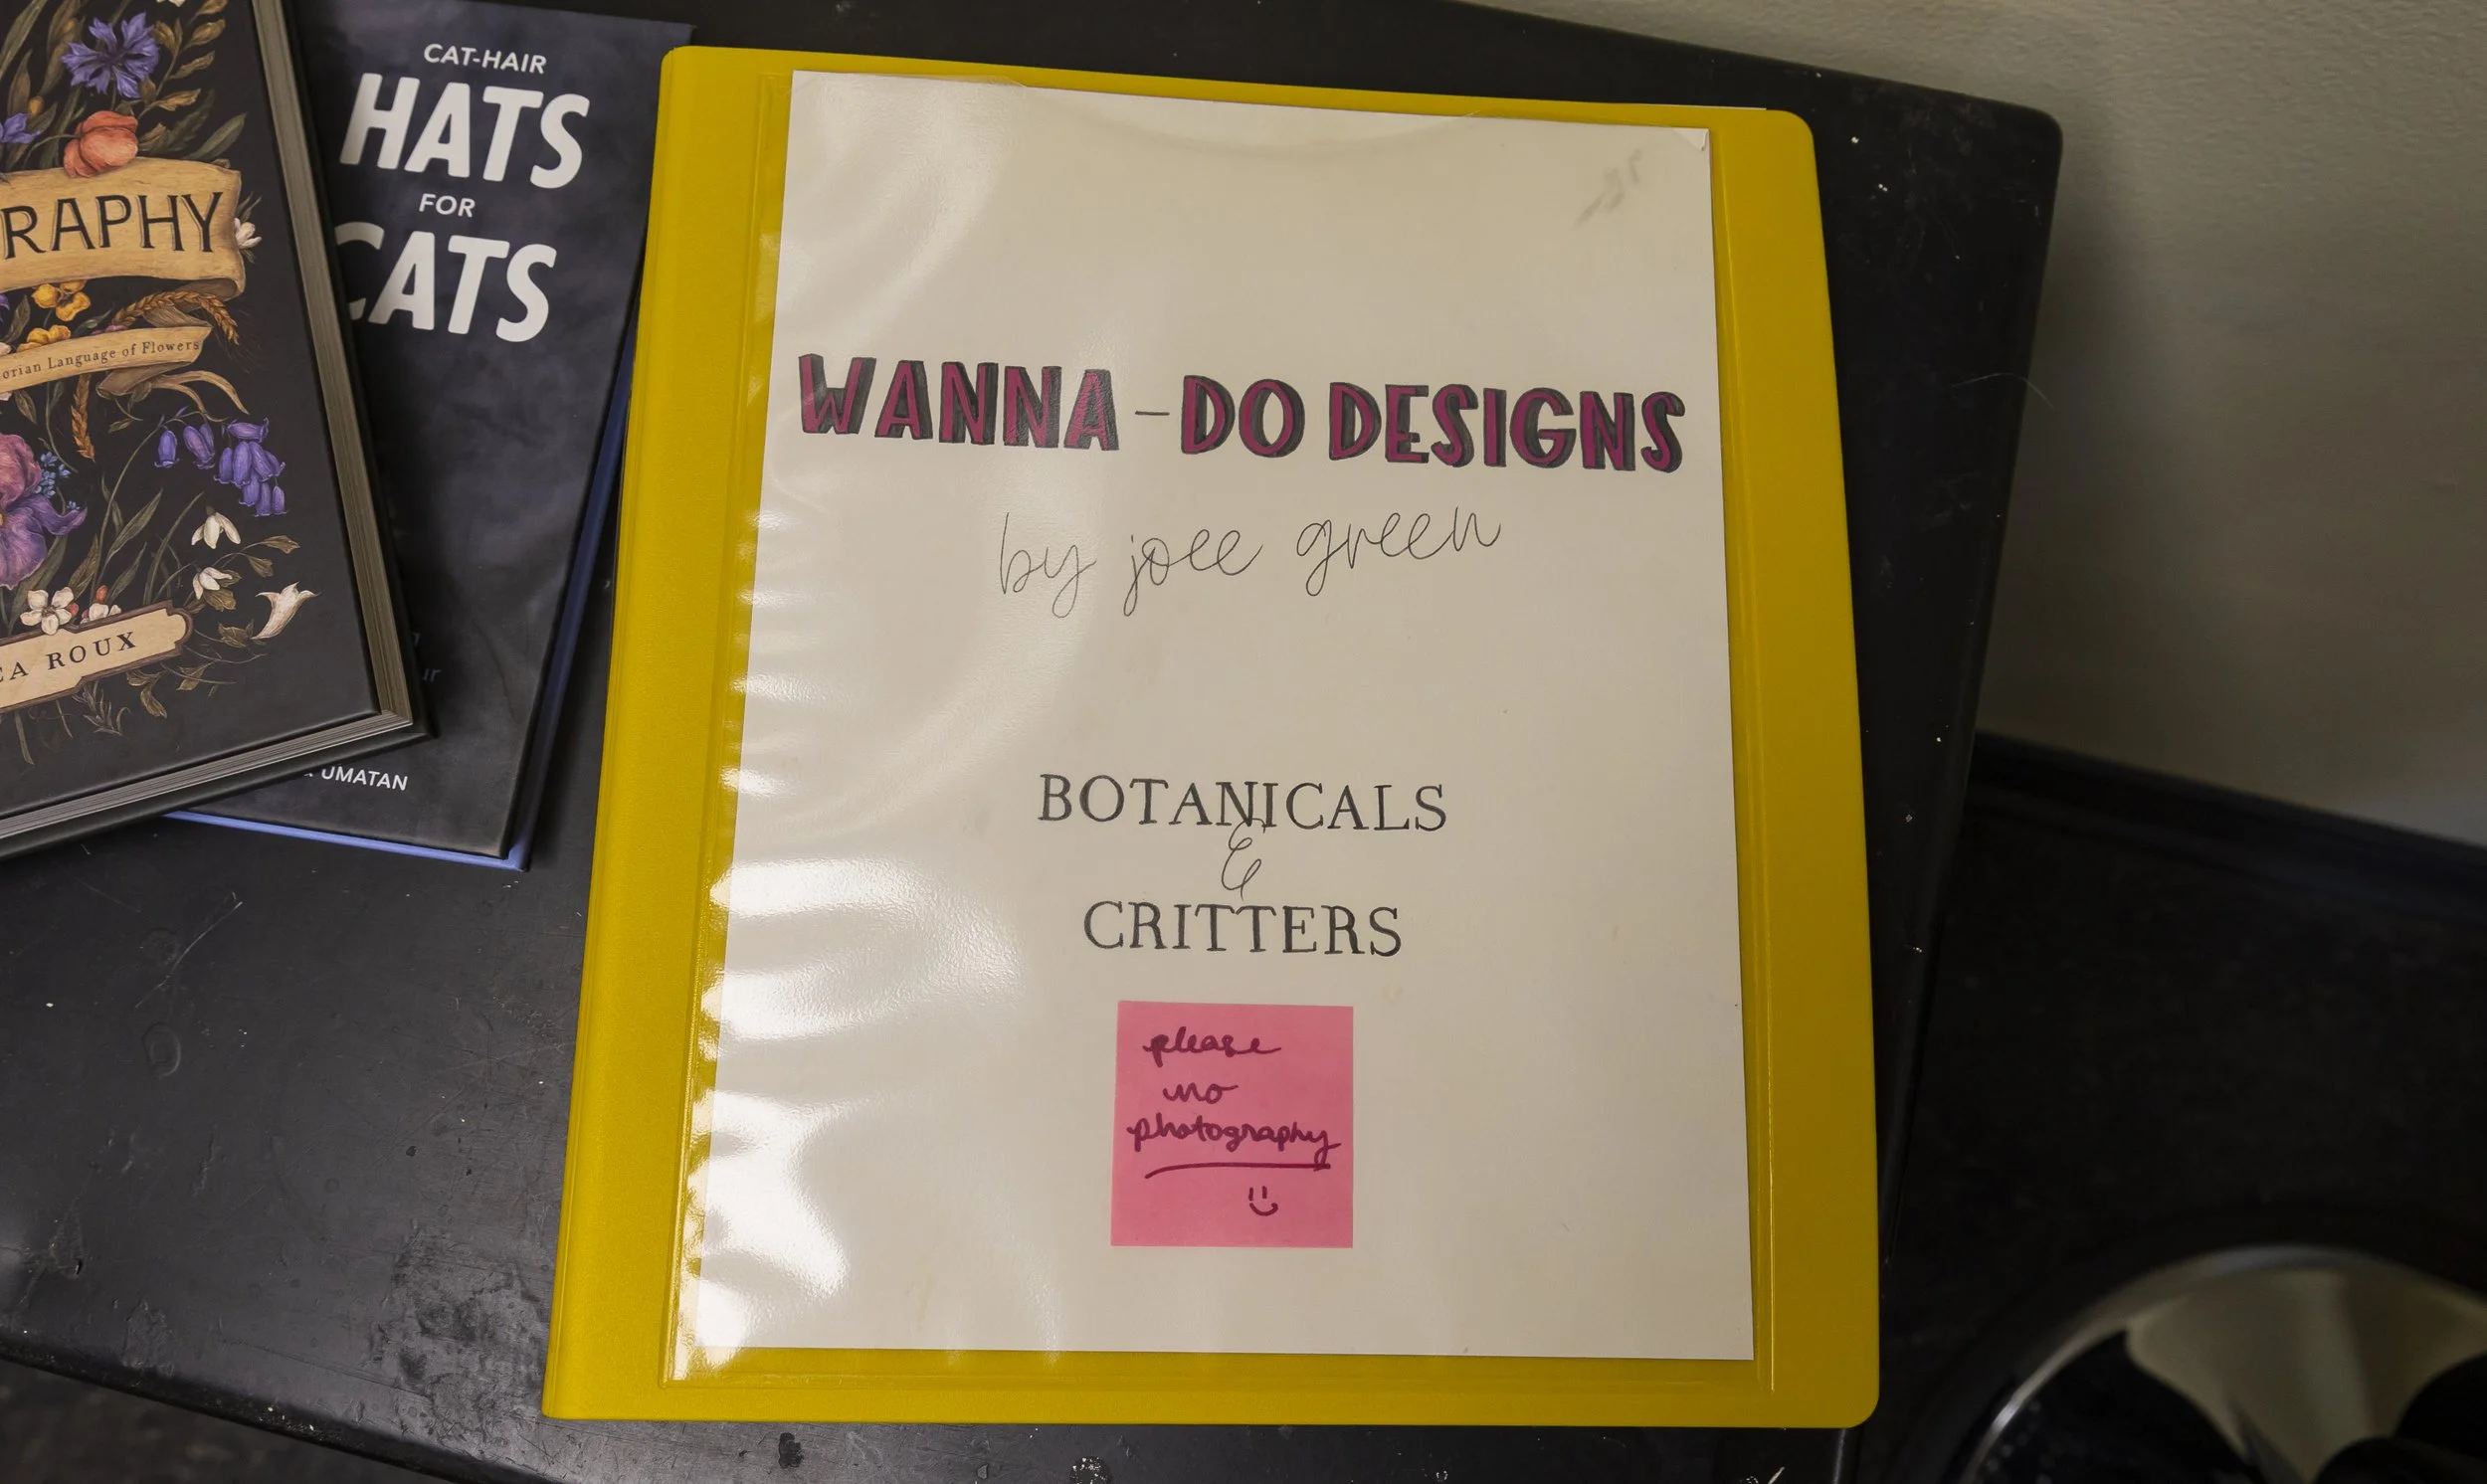 RAPHY
orian Language of Flowers
EA ROUX
CAT-HAIR
HATS
FOR
CATS
UMATAN
WANNA-DO DESIGNS
by joee green
BOTANICALS
&
CRITTERS
please
no
photography